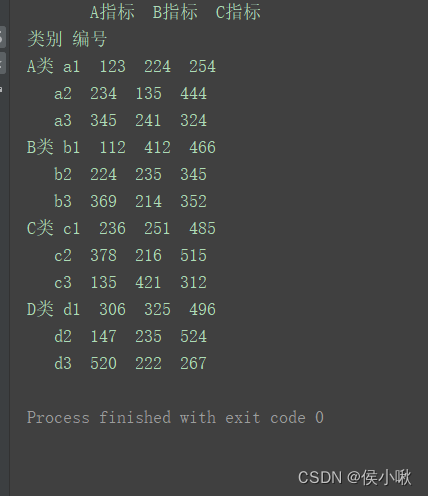 A指标 B指标 C指标
类别 编号
A类 a1 123 224 254
a2 234 135 444
a3 345 241 324
B类 b1 112 412 466
b2 224 235 345
b3 369 214 352
C类 c1 236 251 485
c2 378 216 515
c3 135 421 312
D类 d1 306 325 496
d2 147 235 524
d3 520 222 267
Process finished with exit code 0
CSDN @侯小啾